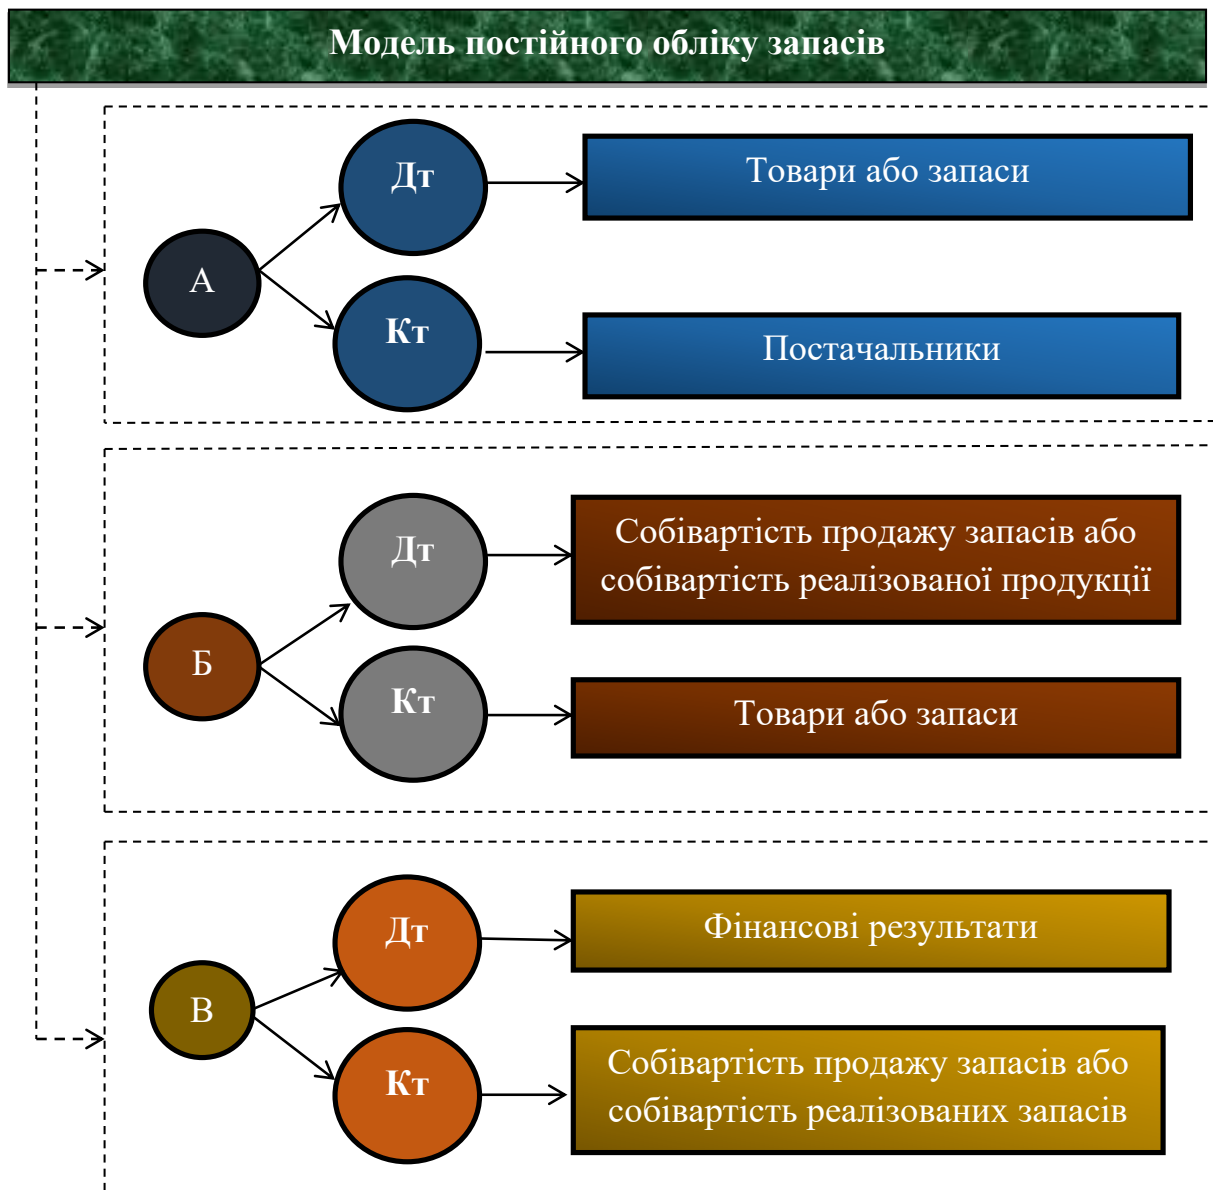 Модель постійного обліку запасів
Дт
Товари або запаси
А
Кт
Постачальники
Дт
Собівартість продажу запасів або
собівартість реалізованої продукції
Б
Кт
Товари або запаси
Дт
Фінансові результати
В
Кт
Собівартість продажу запасів або
собівартість реалізованих запасів